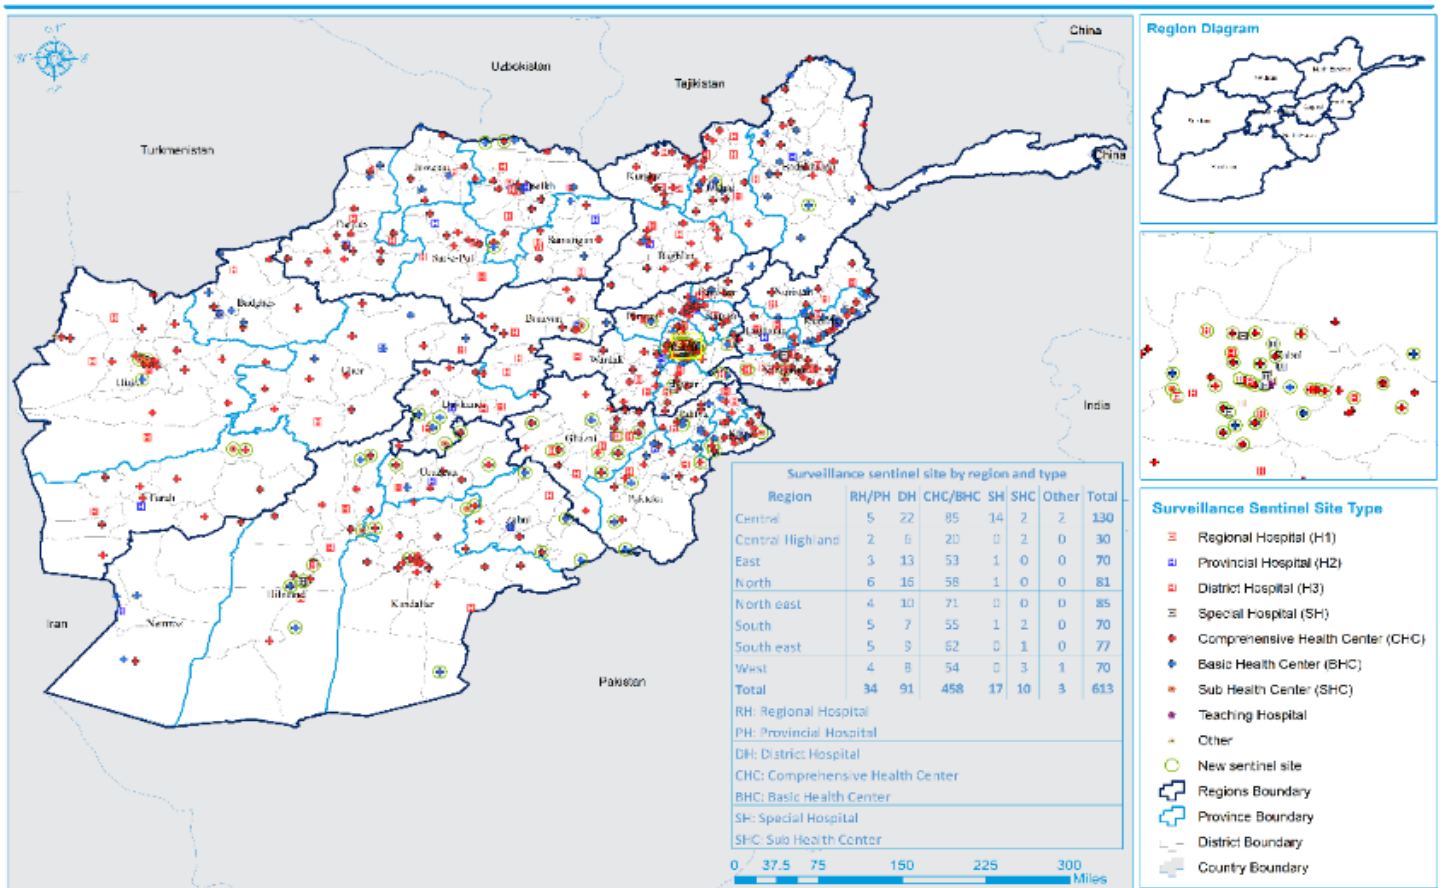 China
Uzbekistan
Tajikistan
Turkmenistan
China
Jawzjan
Balkh
Kunduz
Takhar
Badakhshan
Faryab
Sar-e-Pul
Samangan
Baghlan
Badghis
Bamyan
Parwan
Kapisa
Nuristan
Laghman
Kunar
Hirat
Ghor
Wardak
Kabul
Logar
Nangarhar
Daykundi
Ghazni
Paktya
Khost
India
Farah
Uruzgan
Zabul
Paktika
Iran
Nimroz
Hilmand
Kandahar
Pakistan
Surveillance sentinel site by region and type
Region RH/PH DH CHC/BHC SH SHC Other Total
Central 5 22 85 14 2 2 130
Central Highland 2 6 20 0 2 0 30
East 3 13 53 1 0 0 70
North 6 16 58 1 0 0 81
North east 4 10 71 0 0 0 85
South 5 7 55 1 2 0 70
South east 5 9 62 0 1 0 77
West 4 8 54 0 3 1 70
Total 34 91 458 17 10 3 613
RH: Regional Hospital
PH: Provincial Hospital
DH: District Hospital
CHC: Comprehensive Health Center
BHC: Basic Health Center
SH: Special Hospital
SHC: Sub Health Center
0 37.5 75 150 225 300
Miles
Region Diagram
Kabul
Surveillance Sentinel Site Type
Regional Hospital (H1)
Provincial Hospital (H2)
District Hospital (H3)
Special Hospital (SH)
Comprehensive Health Center (CHC)
Basic Health Center (BHC)
Sub Health Center (SHC)
Teaching Hospital
Other
New sentinel site
Regions Boundary
Province Boundary
District Boundary
Country Boundary